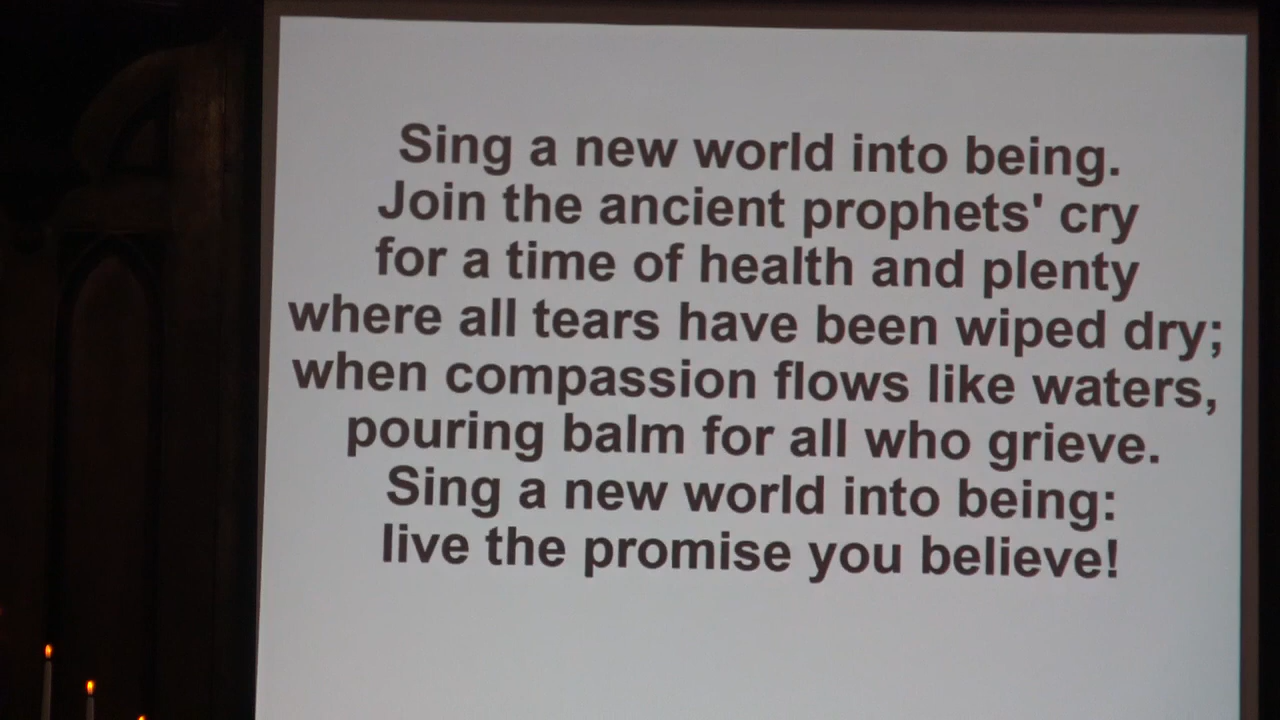 Sing a new world into being.
Join the ancient prophets' cry
for a time of health and plenty
where all tears have been wiped dry;
when compassion flows like waters,
pouring balm for all who grieve.
Sing a new world into being:
live the promise you believe!